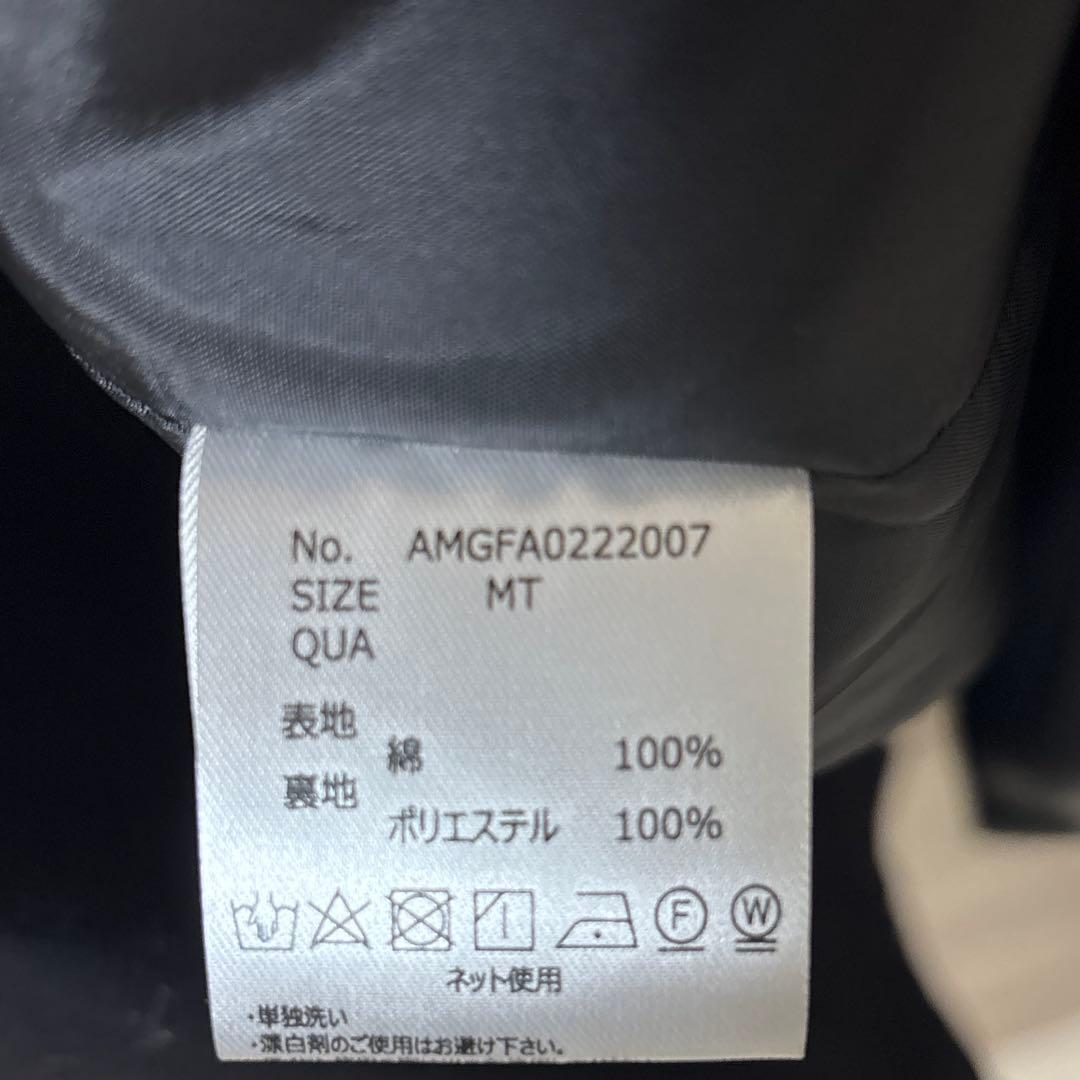 No. AMGFA0222007
SIZE MT
QUA
表地
綿 100%
裏地
ポリエステル 100%
F W
ネット使用
・単独洗い
・漂白剤のご使用はお避け下さい。